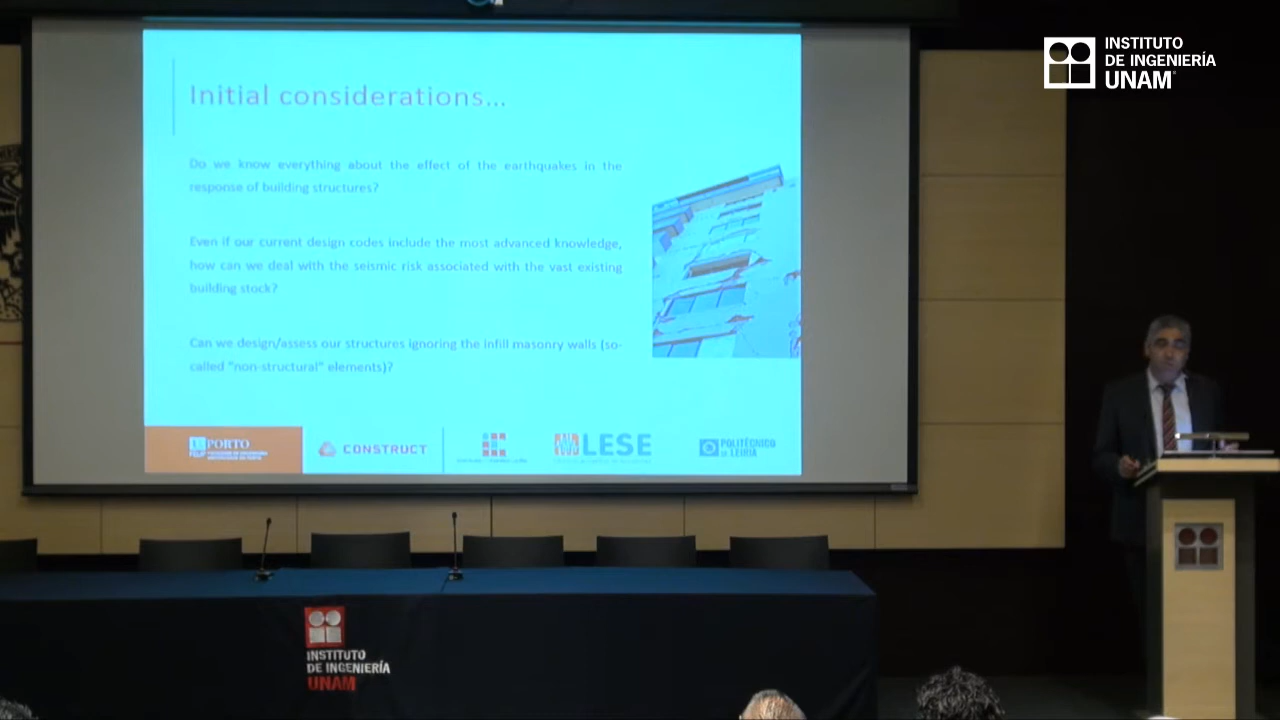 INSTITUTO
DE INGENIERÍA
UNAM
Initial considerations...
Do we know everything about the effect of the earthquakes in the
response of building structures?
Even if our current design codes include the most advanced knowledge,
how can we deal with the seismic risk associated with the vast existing
building stock?
Can we design/assess our structures ignoring the infill masonry walls (so-
called "non-structural" elements)?
PORTO
CONSTRUCT
LESE
POLITÉCNICO
DE LEIRIA
INSTITUTO
DE INGENIERÍA
UNAM